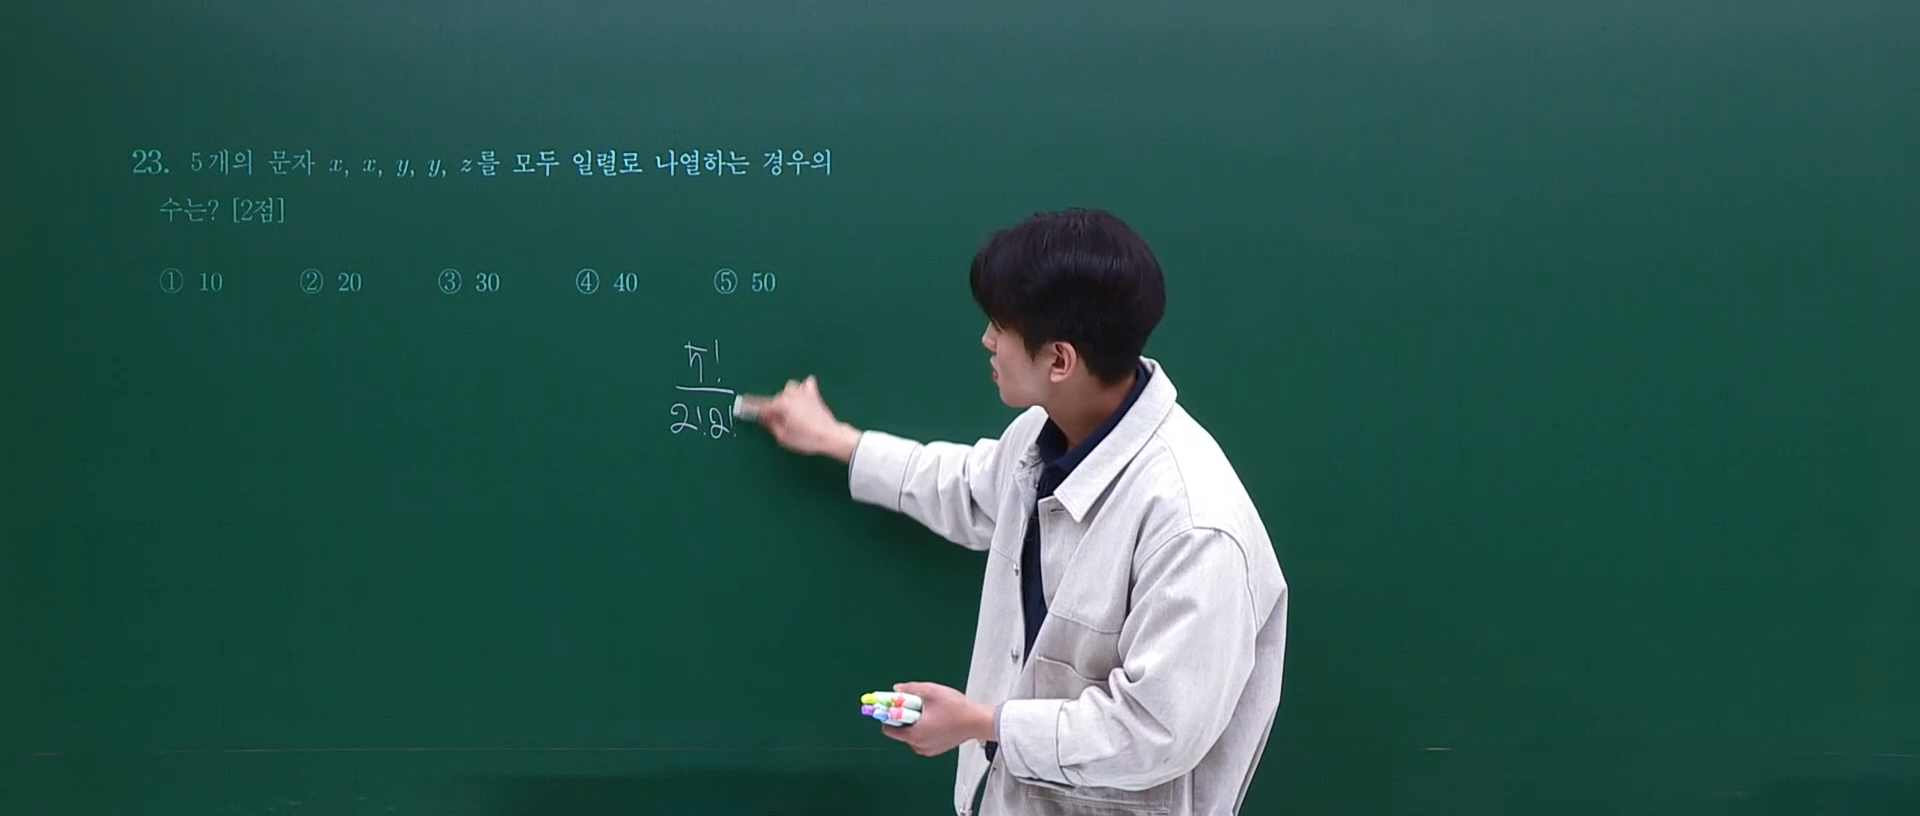 23. 5개의 문자 x, x, y, y, z를 모두 일렬로 나열하는 경우의
수는? [2점]
① 10 ② 20 ③ 30 ④ 40 ⑤ 50
5!
2!2!